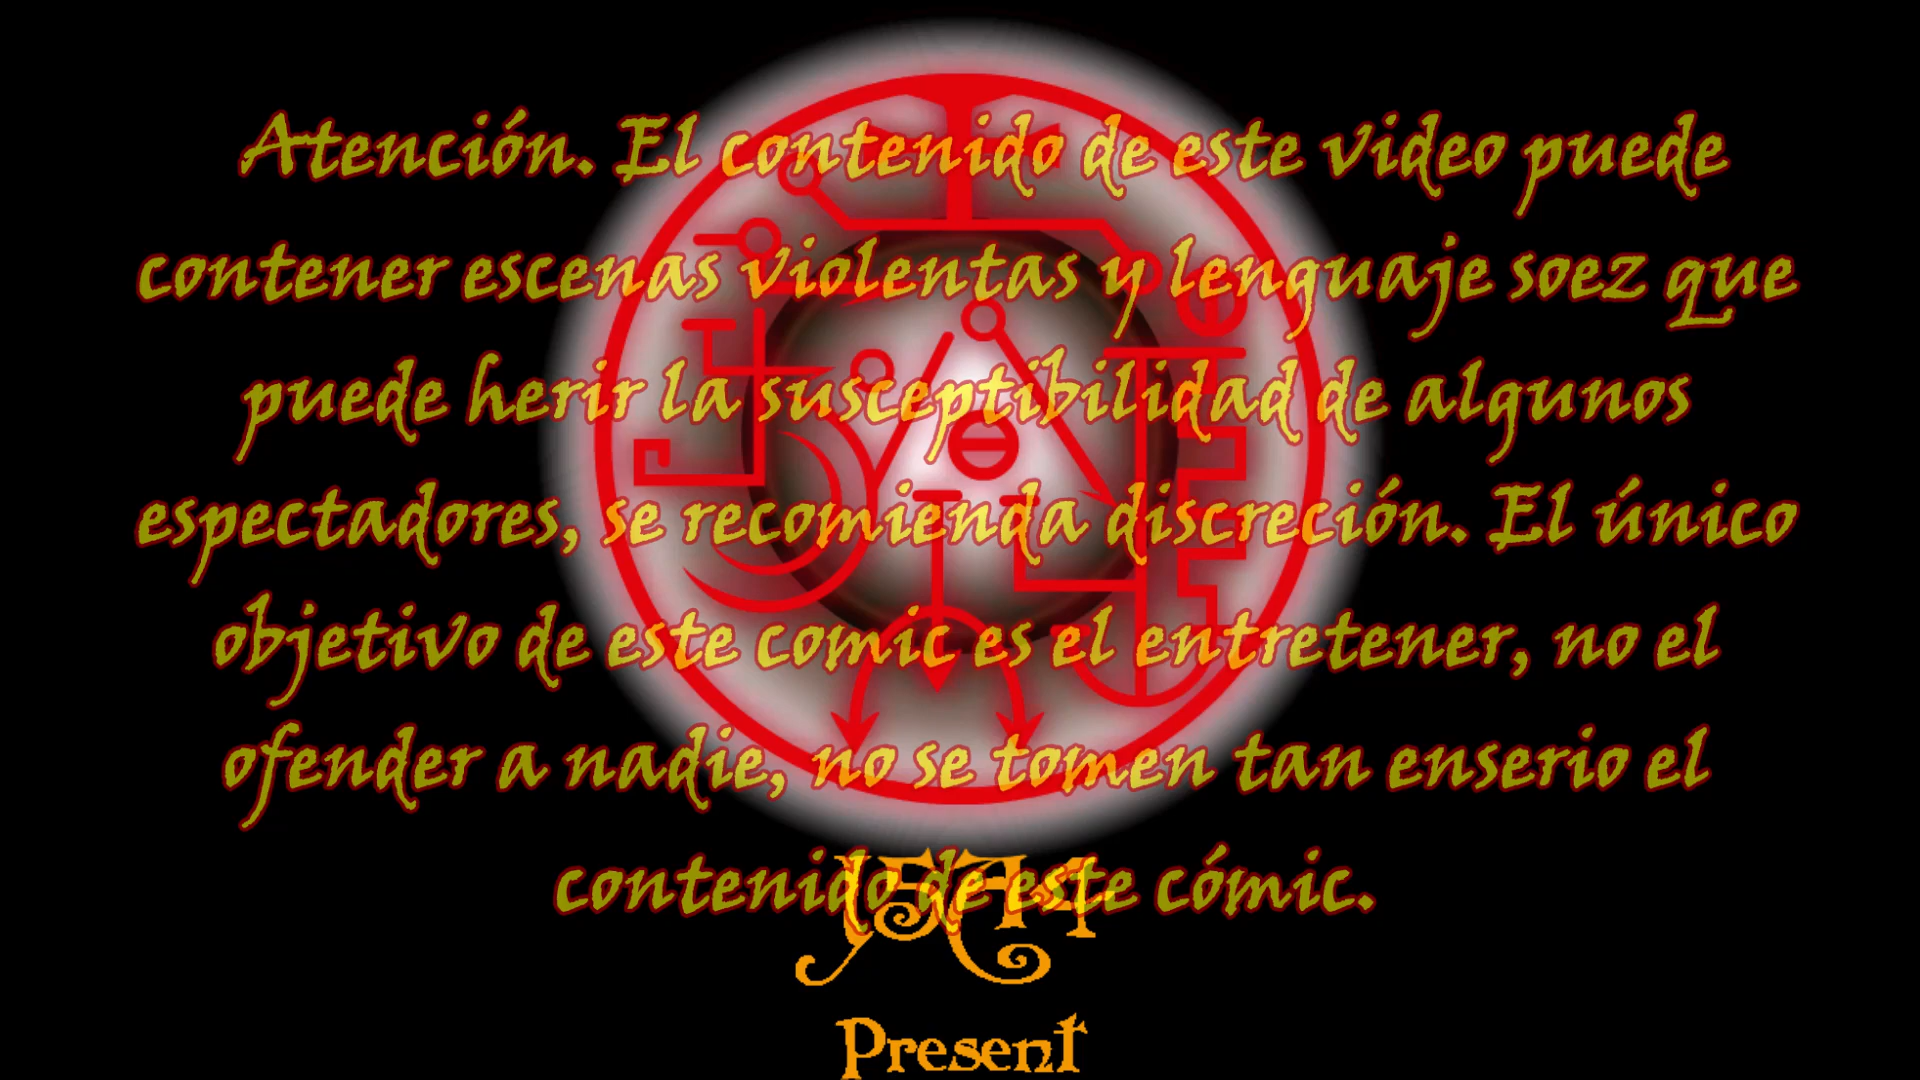 Atención. El contenido de este video puede
contener escenas violentas y lenguaje soez que
puede herir la susceptibilidad de algunos
espectadores, se recomienda discreción. El único
objetivo de este comic es el entretener, no el
ofender a nadie, no se tomen tan enserio el
contenido de este cómic.
Present